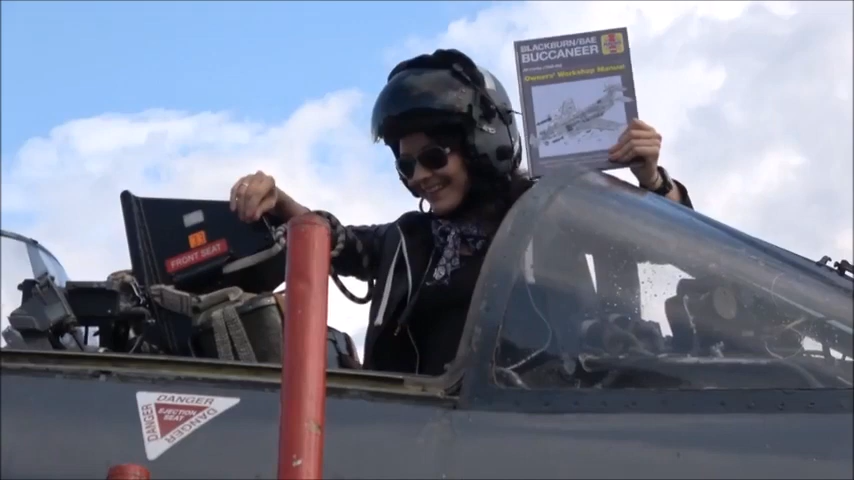 BLACKBURN/BAE
BUCCANEER
Owners' Workshop Manual
FRONT SEAT
DANGER
DANGER
DANGER
EJECTION
SEAT